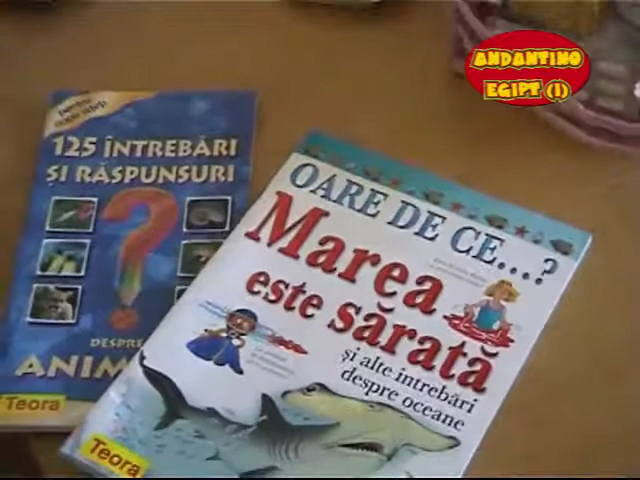 ANDANTINO
EGIPT (1)
125 ÎNTREBĂRI
ȘI RĂSPUNSURI
DESPRE
Teora
OARE DE CE....?
Marea
este sărată
și alte întrebări
despre oceane
Teora